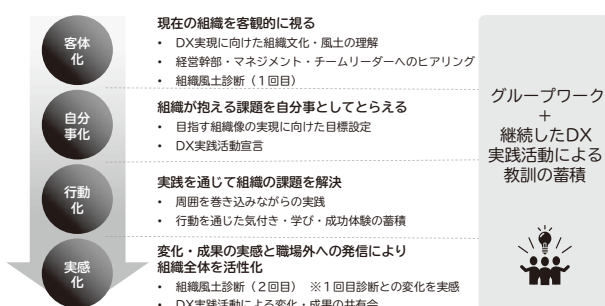 客体
化
現在の組織を客観的に視る
• DX実現に向けた組織文化・風土の理解
• 経営幹部・マネジメント・チームリーダーへのヒアリング
• 組織風土診断（1回目）
自分
事化
組織が抱える課題を自分事としてとらえる
• 目指す組織像の実現に向けた目標設定
• DX実践活動宣言
行動
化
実践を通じて組織の課題を解決
• 周囲を巻き込みながらの実践
• 行動を通じた気付き・学び・成功体験の蓄積
実感
化
変化・成果の実感と職場外への発信により
組織全体を活性化
• 組織風土診断（2回目）　※1回目診断との変化を実感
• DX実践活動による変化・成果の共有会
グループワーク
＋
継続したDX
実践活動による
教訓の蓄積